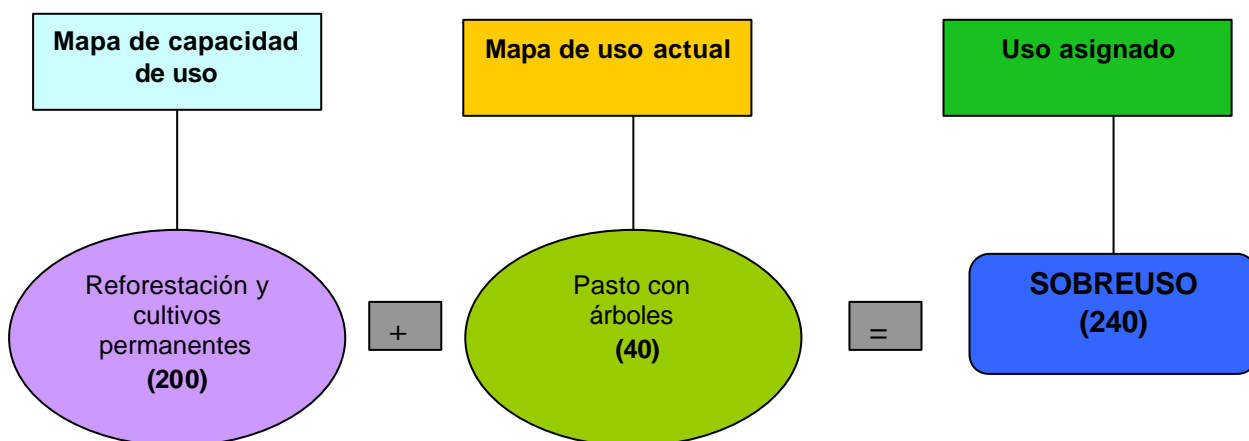 Mapa de capacidad
de uso
Mapa de uso actual
Uso asignado
Reforestación y
cultivos
permanentes
(200)
+
Pasto con
árboles
(40)
=
SOBREUSO
(240)